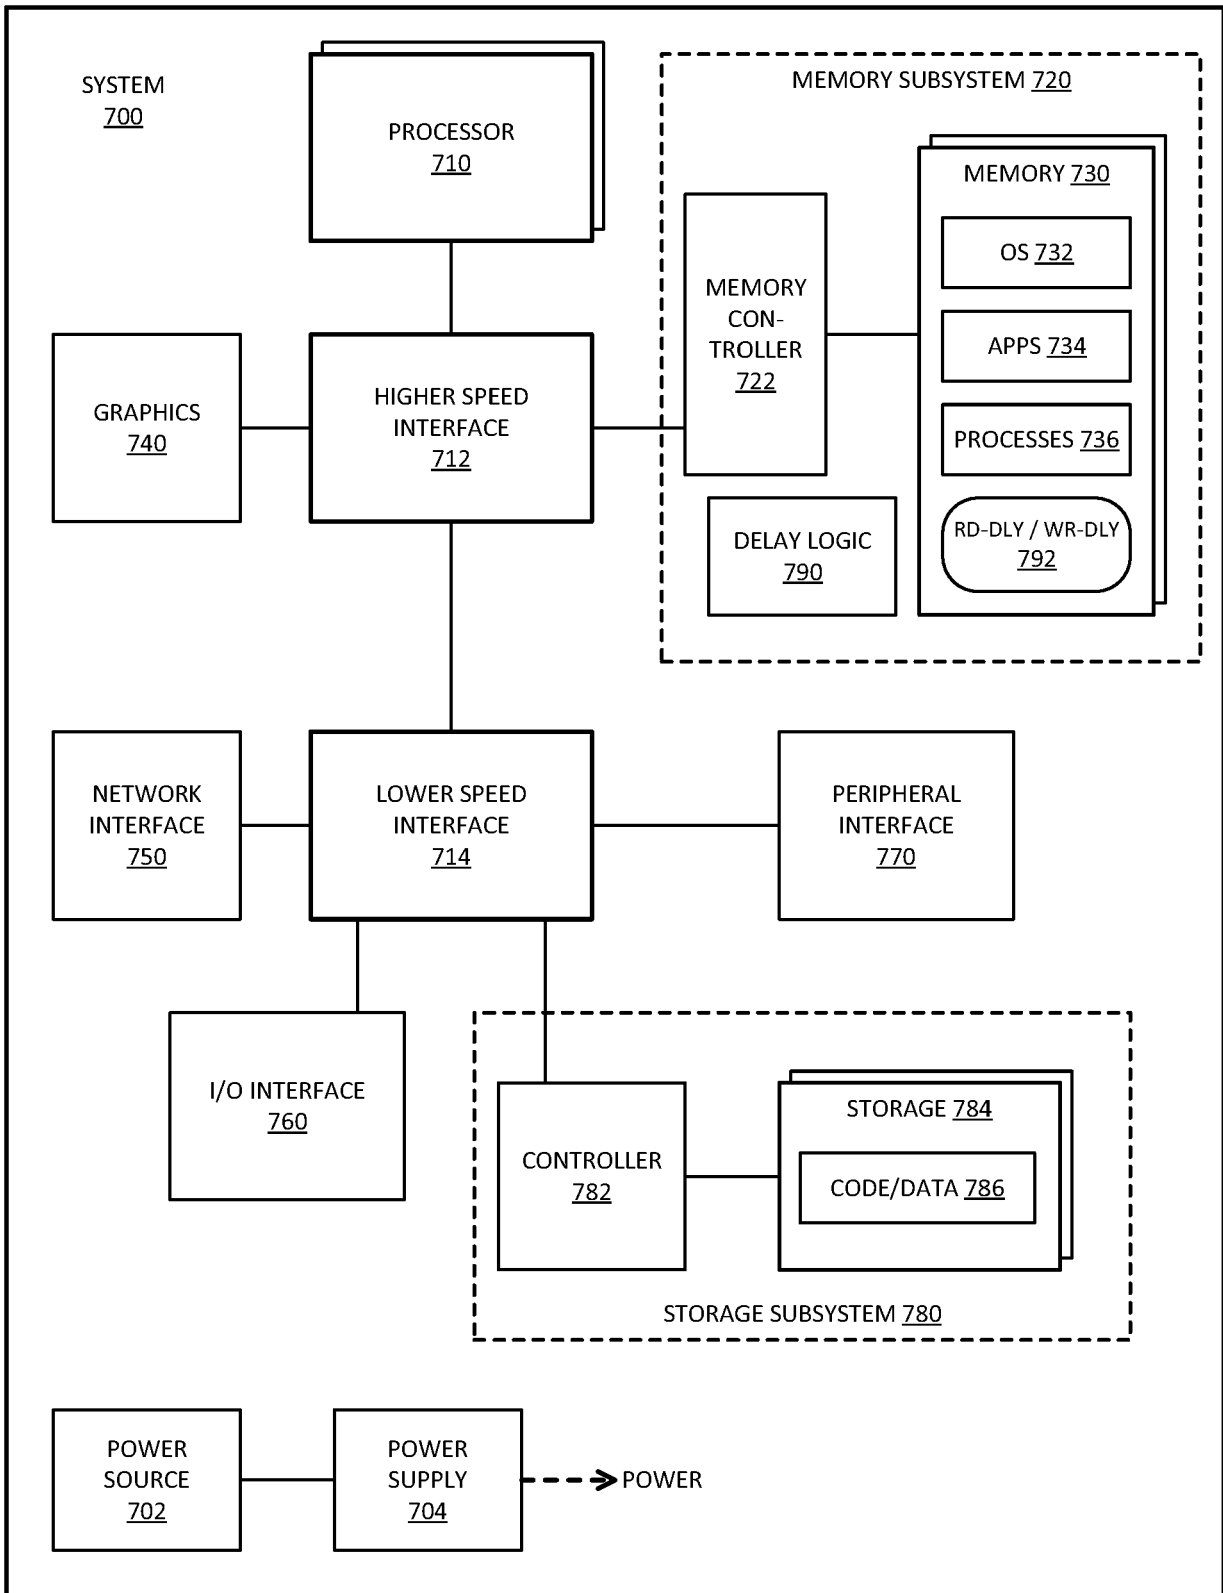 SYSTEM
700
PROCESSOR
710
MEMORY SUBSYSTEM 720
MEMORY 730
OS 732
APPS 734
PROCESSES 736
RD-DLY / WR-DLY
792
MEMORY
CON-
TROLLER
722
DELAY LOGIC
790
GRAPHICS
740
HIGHER SPEED
INTERFACE
712
NETWORK
INTERFACE
750
LOWER SPEED
INTERFACE
714
PERIPHERAL
INTERFACE
770
I/O INTERFACE
760
CONTROLLER
782
STORAGE 784
CODE/DATA 786
STORAGE SUBSYSTEM 780
POWER
SOURCE
702
POWER
SUPPLY
704
POWER